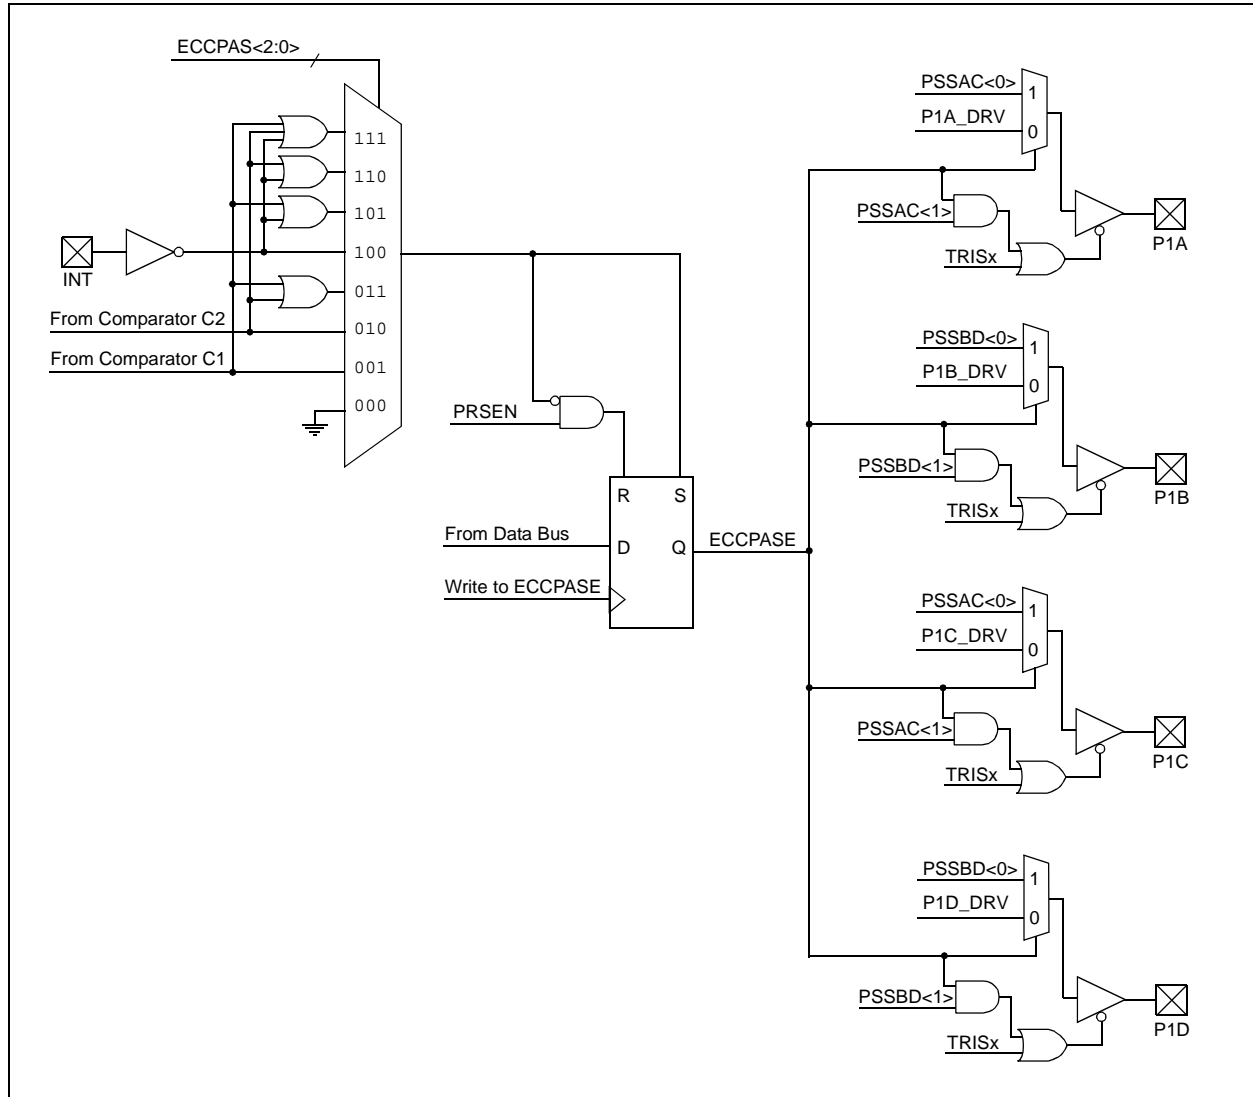 ECCPAS<2:0>
111
110
101
100
011
010
001
000
INT
From Comparator C2
From Comparator C1
PRSEN
R
S
From Data Bus
D
Q
ECCPASE
Write to ECCPASE
PSSAC<0>
1
P1A_DRV
0
PSSAC<1>
TRISx
P1A
PSSBD<0>
1
P1B_DRV
0
PSSBD<1>
TRISx
P1B
PSSAC<0>
1
P1C_DRV
0
PSSAC<1>
TRISx
P1C
PSSBD<0>
1
P1D_DRV
0
PSSBD<1>
TRISx
P1D